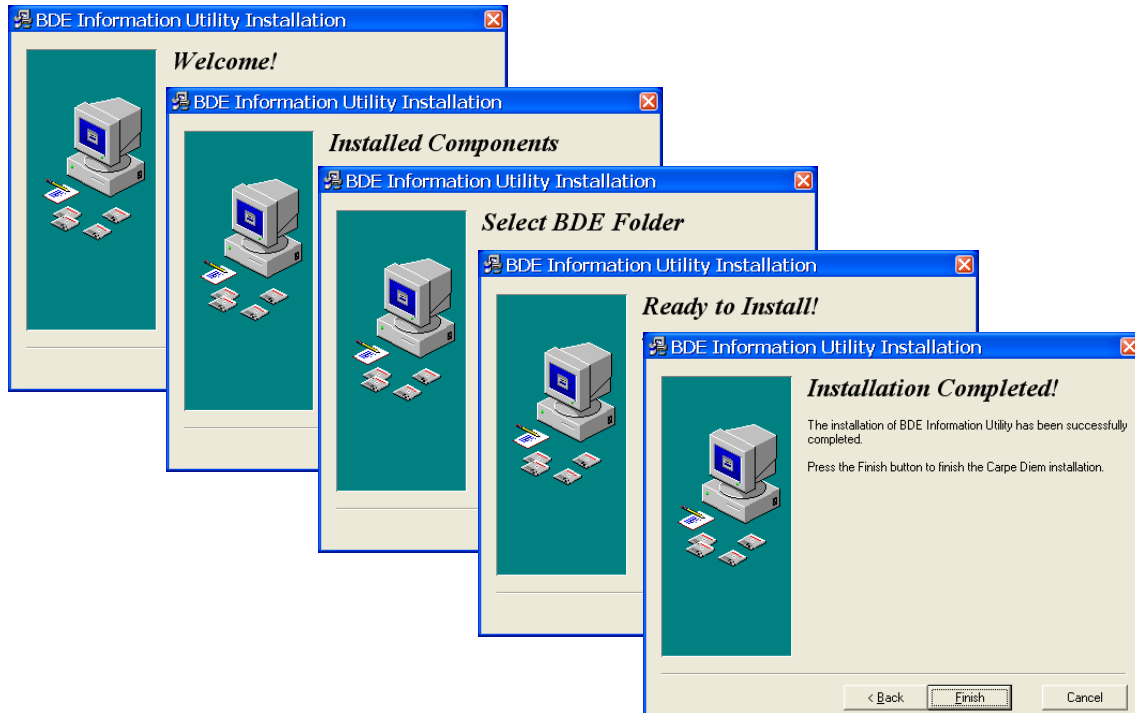 BDE Information Utility Installation
Welcome!
BDE Information Utility Installation
Installed Components
BDE Information Utility Installation
Select BDE Folder
BDE Information Utility Installation
Ready to Install!
BDE Information Utility Installation
Installation Completed!
The installation of BDE Information Utility has been successfully
completed.
Press the Finish button to finish the Carpe Diem installation.
< Back Finish Cancel